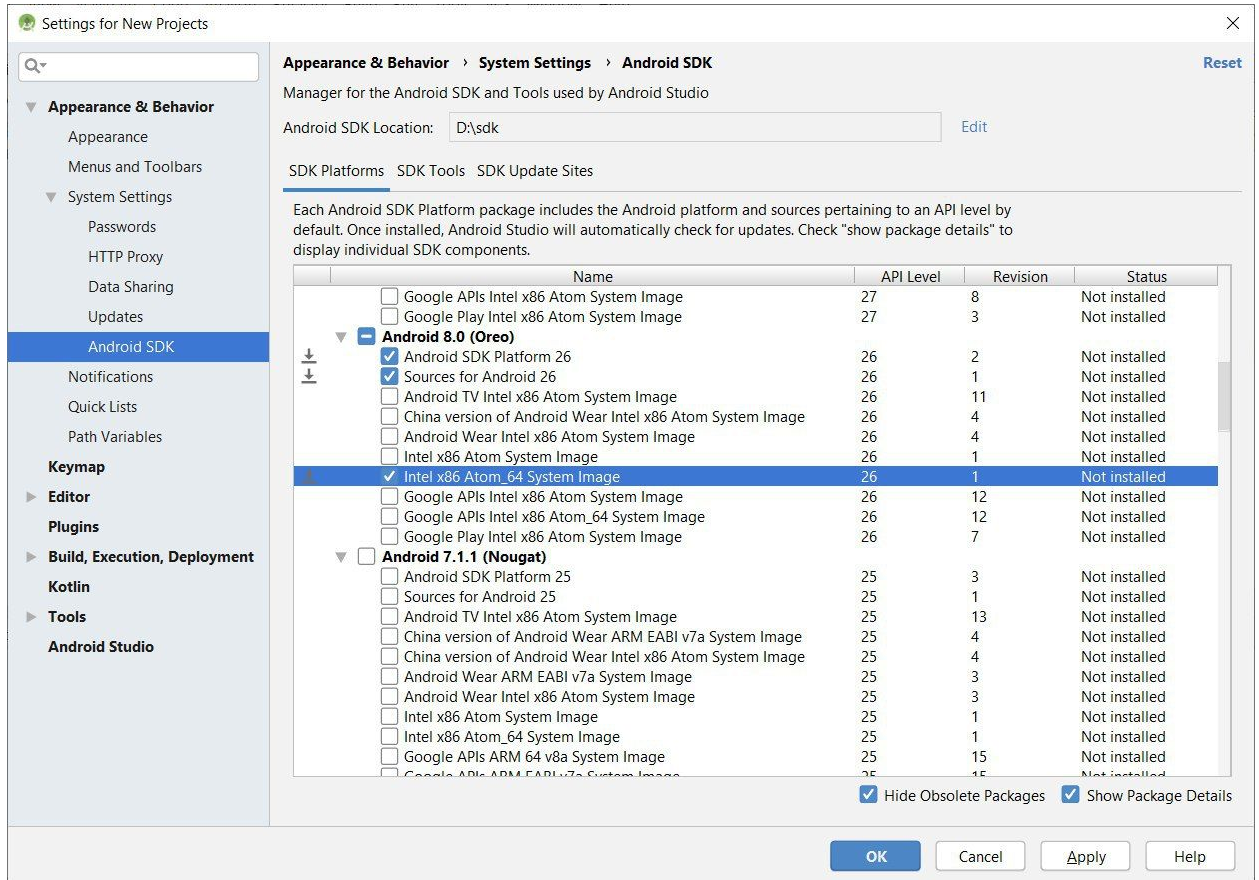 Settings for New Projects
Appearance & Behavior
Appearance
Menus and Toolbars
System Settings
Passwords
HTTP Proxy
Data Sharing
Updates
Android SDK
Notifications
Quick Lists
Path Variables
Keymap
Editor
Plugins
Build, Execution, Deployment
Kotlin
Tools
Android Studio
Appearance & Behavior › System Settings › Android SDK Reset
Manager for the Android SDK and Tools used by Android Studio
Android SDK Location: D:\sdk Edit
SDK Platforms SDK Tools SDK Update Sites
Each Android SDK Platform package includes the Android platform and sources pertaining to an API level by
default. Once installed, Android Studio will automatically check for updates. Check "show package details" to
display individual SDK components.
Name API Level Revision Status
Google APIs Intel x86 Atom System Image 27 8 Not installed
Google Play Intel x86 Atom System Image 27 3 Not installed
Android 8.0 (Oreo)
Android SDK Platform 26 26 2 Not installed
Sources for Android 26 26 1 Not installed
Android TV Intel x86 Atom System Image 26 11 Not installed
China version of Android Wear Intel x86 Atom System Image 26 4 Not installed
Android Wear Intel x86 Atom System Image 26 4 Not installed
Intel x86 Atom System Image 26 1 Not installed
Intel x86 Atom_64 System Image 26 1 Not installed
Google APIs Intel x86 Atom System Image 26 12 Not installed
Google APIs Intel x86 Atom_64 System Image 26 12 Not installed
Google Play Intel x86 Atom System Image 26 7 Not installed
Android 7.1.1 (Nougat)
Android SDK Platform 25 25 3 Not installed
Sources for Android 25 25 1 Not installed
Android TV Intel x86 Atom System Image 25 13 Not installed
China version of Android Wear ARM EABI v7a System Image 25 4 Not installed
China version of Android Wear Intel x86 Atom System Image 25 4 Not installed
Android Wear ARM EABI v7a System Image 25 3 Not installed
Android Wear Intel x86 Atom System Image 25 3 Not installed
Intel x86 Atom System Image 25 1 Not installed
Intel x86 Atom_64 System Image 25 1 Not installed
Google APIs ARM 64 v8a System Image 25 15 Not installed
Google APIs ARM EABI v7a System Image 25 15 Not installed
Hide Obsolete Packages Show Package Details
OK Cancel Apply Help